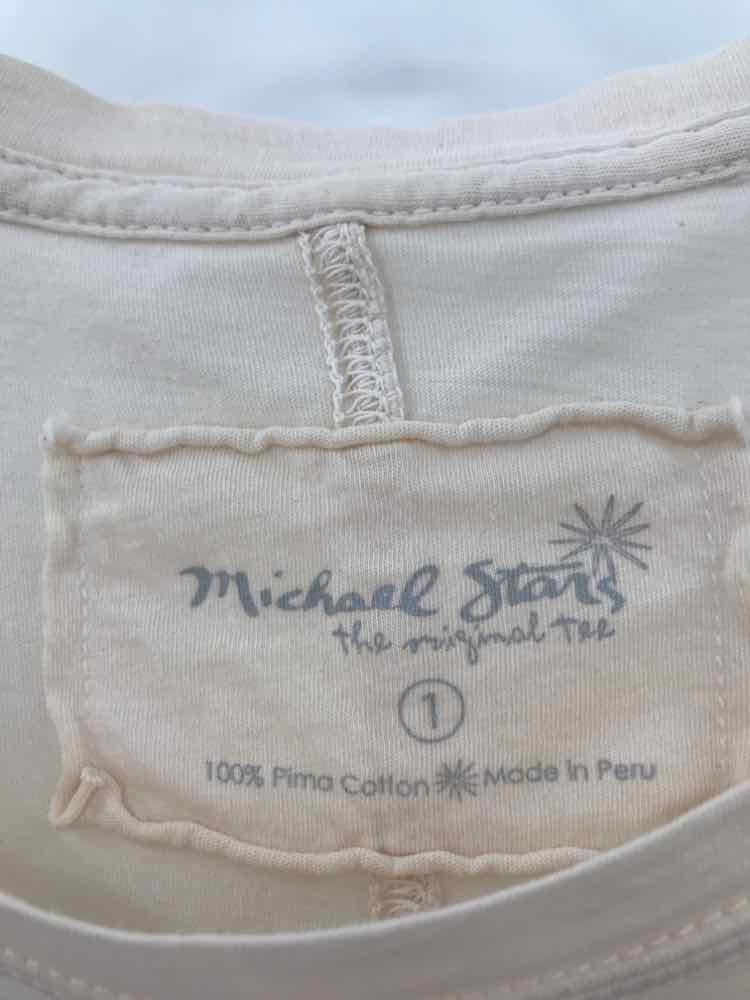 Michael Stars
the original tee
1
100% Pima Cotton Made in Peru